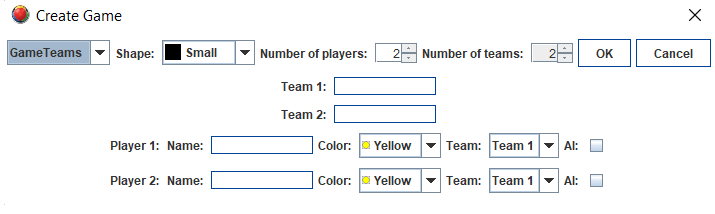 Create Game
GameTeams Shape: Small Number of players: 2 Number of teams: 2 OK Cancel
Team 1:
Team 2:
Player 1: Name: Color: Yellow Team: Team 1 AI:
Player 2: Name: Color: Yellow Team: Team 1 AI: